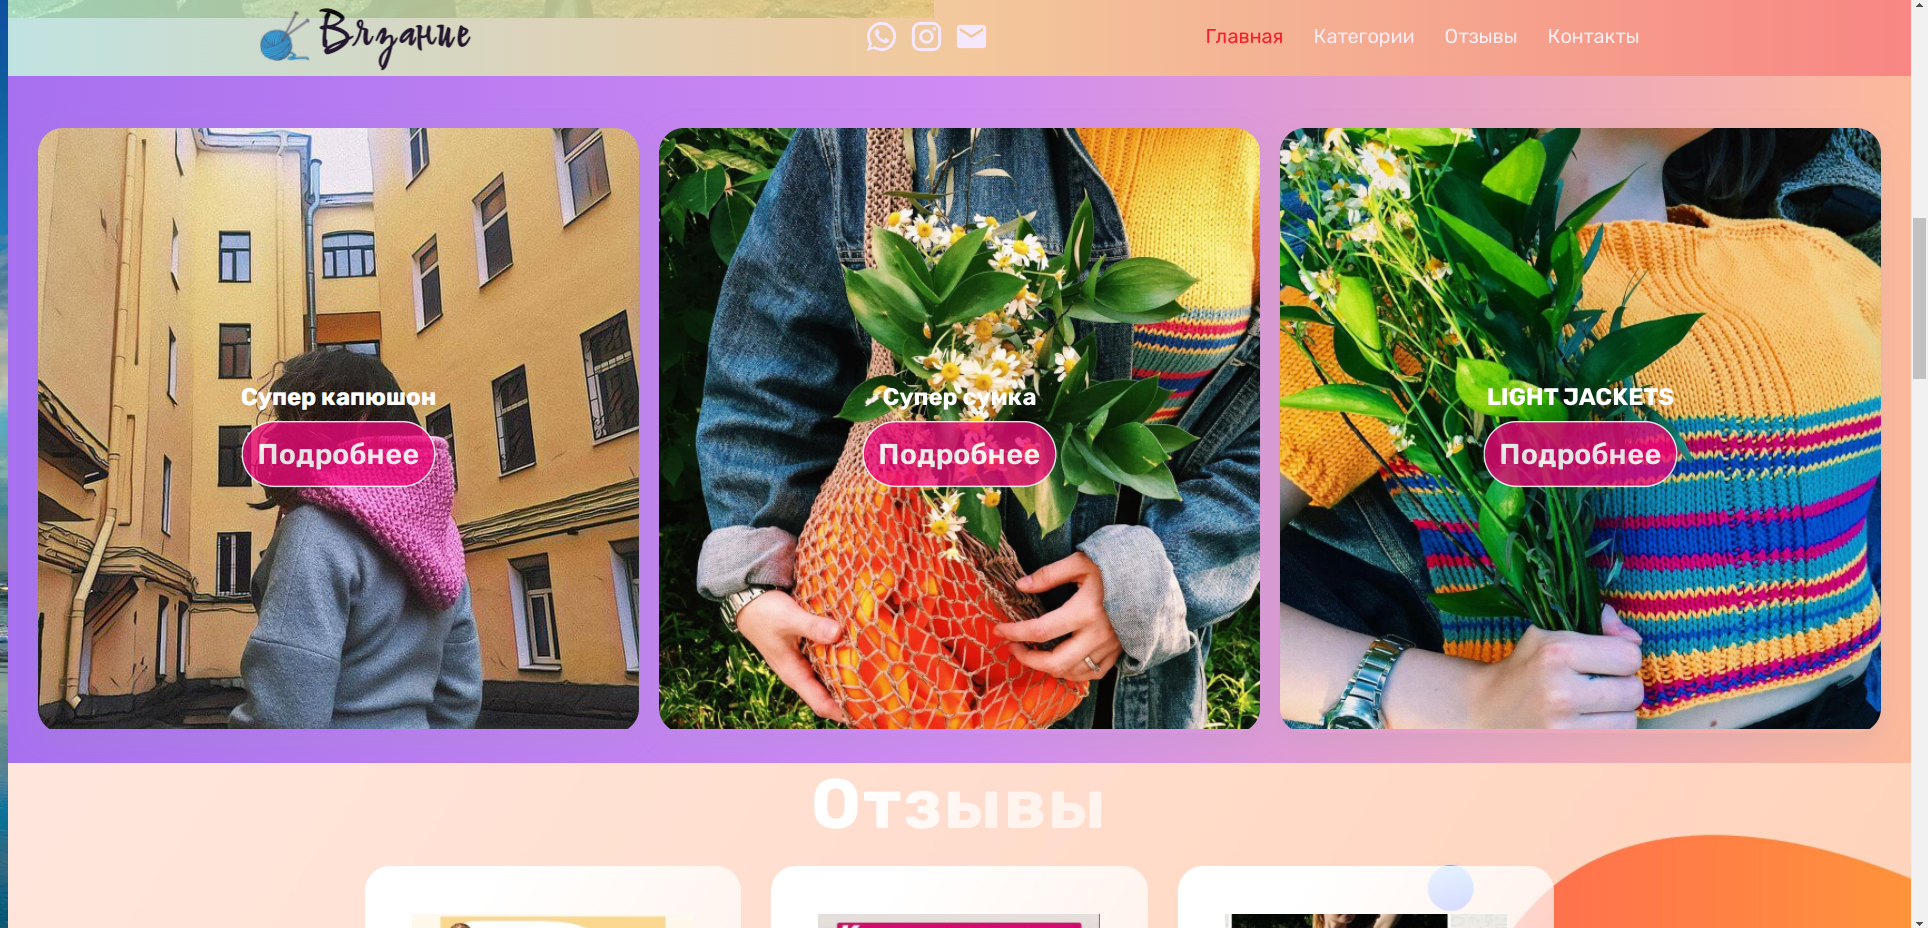 Вязание
Главная Категории Отзывы Контакты
Супер капюшон
Подробнее
Супер сумка
Подробнее
LIGHT JACKETS
Подробнее
Отзывы